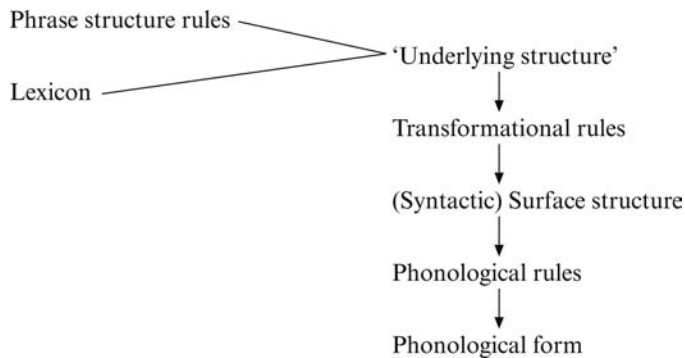 Phrase structure rules
‘Underlying structure’
Lexicon
Transformational rules
(Syntactic) Surface structure
Phonological rules
Phonological form